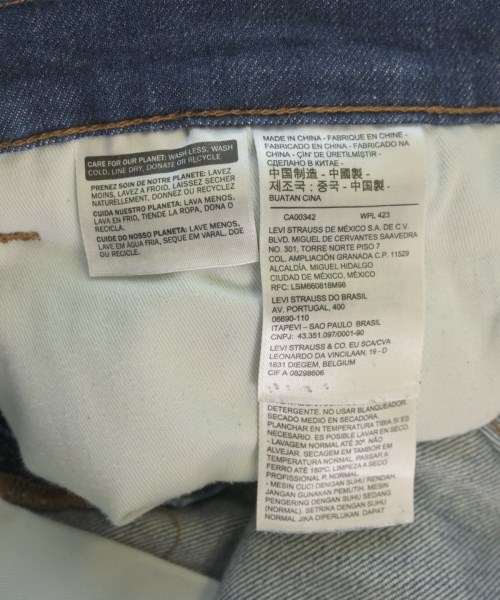 CARE FOR OUR PLANET: WASH LESS, WASH
COLD, LINE DRY, DONATE OR RECYCLE.
PRENEZ SOIN DE NOTRE PLANETE: LAVEZ
MOINS, LAVEZ À FROID, LAISSEZ SÉCHER
NATURELLEMENT, DONNEZ OU RECYCLEZ
CUIDA NUESTRO PLANETA: LAVA MENOS,
LAVA EN FRIO, TIENDE LA ROPA, DONA O
RECICLA.
CUIDE DO NOSSO PLANETA: LAVE MENOS,
LAVE EM ÁGUA FRIA, SEQUE EM VARAL, DOE
OU RECICLE.
MADE IN CHINA - FABRIQUE EN CHINE -
FABRICADO EN CHINA - FABRICADO NA
CHINA - ÇİN' DE ÜRETİLMİŞTİR -
СДЕЛАНО В КИТАЕ -
中国制造 - 中國製 -
제조국 : 중국 - 中国製 -
BUATAN CINA
CA00342 WPL 423
LEVI STRAUSS DE MÉXICO S.A. DE C.V.
BLVD. MIGUEL DE CERVANTES SAAVEDRA
NO. 301, TORRE NORTE PISO 7
COL. AMPLIACIÓN GRANADA C.P. 11529
ALCALDÍA. MIGUEL HIDALGO
CIUDAD DE MÉXICO, MÉXICO
RFC: LSM660818M98
LEVI STRAUSS DO BRASIL
AV. PORTUGAL, 400
06690-110
ITAPEVI – SAO PAULO BRASIL
CNPJ: 43.351.097/0001-90
LEVI STRAUSS & CO. EU SCA/CVA
LEONARDO DA VINCILAAN, 19 - D
1831 DIEGEM, BELGIUM
CIF A 08298606
DETERGENTE. NO USAR BLANQUEADOR.
SECADO MEDIO EN SECADORA.
PLANCHAR EN TEMPERATURA TIBIA SI ES
NECESARIO. ES POSIBLE LAVAR EN SECO.
- LAVAGEM NORMAL ATÉ 30º. NÃO
ALVEJAR. SECAGEM EM TAMBOR EM
TEMPERATURA NORMAL. PASSAR A
FERRO ATÉ 150ºC. LIMPEZA A SECO
PROFISSIONAL P, NORMAL.
- MESIN CUCI DENGAN SUHU RENDAH.
JANGAN GUNAKAN PEMUTIH. MESIN
PENGERING DENGAN SUHU SEDANG
(NORMAL). SETRIKA DENGAN SUHU
NORMAL JIKA DIPERLUKAN. DAPAT